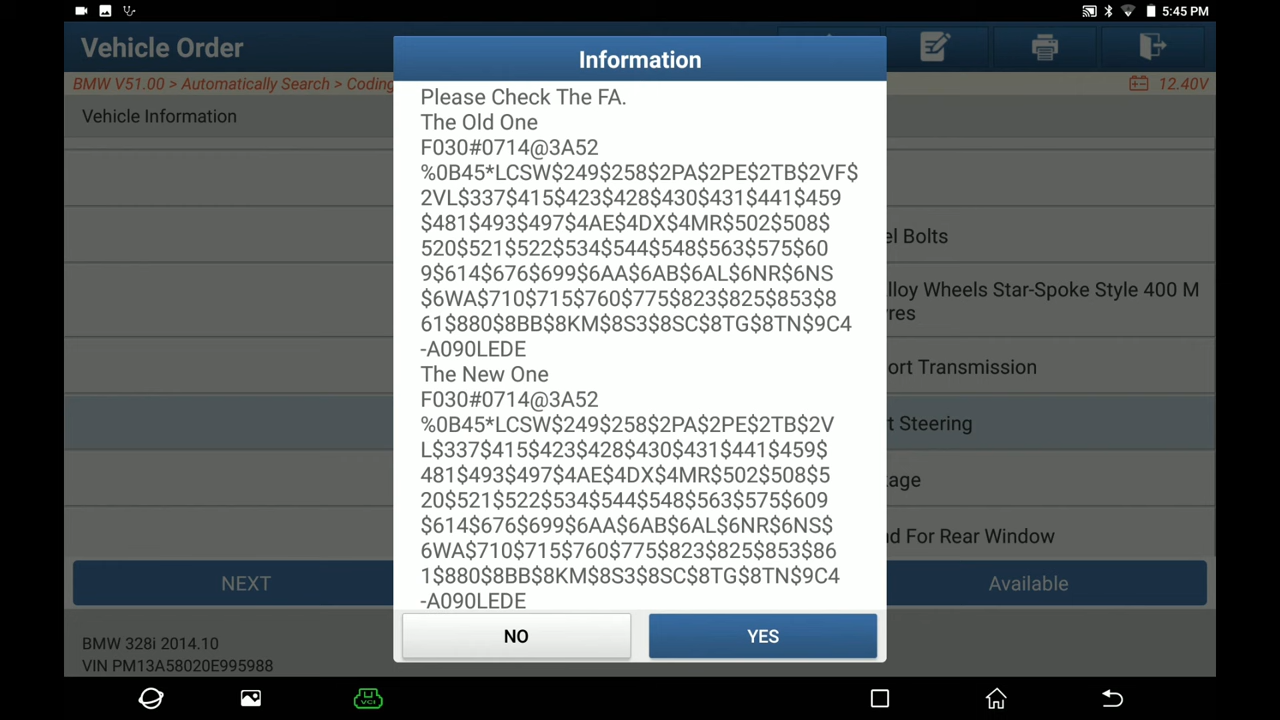 5:45 PM
Vehicle Order
BMW V51.00 > Automatically Search > Coding
12.40V
Vehicle Information
Information
Please Check The FA.
The Old One
F030#0714@3A52
%0B45*LCSW$249$258$2PA$2PE$2TB$2VF$
2VL$337$415$423$428$430$431$441$459
$481$493$497$4AE$4DX$4MR$502$508$
520$521$522$534$544$548$563$575$60
9$614$676$699$6AA$6AB$6AL$6NR$6NS
$6WA$710$715$760$775$823$825$853$8
61$880$8BB$8KM$8S3$8SC$8TG$8TN$9C4
-A090LEDE
The New One
F030#0714@3A52
%0B45*LCSW$249$258$2PA$2PE$2TB$2V
L$337$415$423$428$430$431$441$459$
481$493$497$4AE$4DX$4MR$502$508$5
20$521$522$534$544$548$563$575$609
$614$676$699$6AA$6AB$6AL$6NR$6NS$
6WA$710$715$760$775$823$825$853$86
1$880$8BB$8KM$8S3$8SC$8TG$8TN$9C4
-A090LEDE
el Bolts
lloy Wheels Star-Spoke Style 400 M
res
ort Transmission
t Steering
age
d For Rear Window
NEXT
NO
YES
Available
BMW 328i 2014.10
VIN PM13A58020E995988
VCI